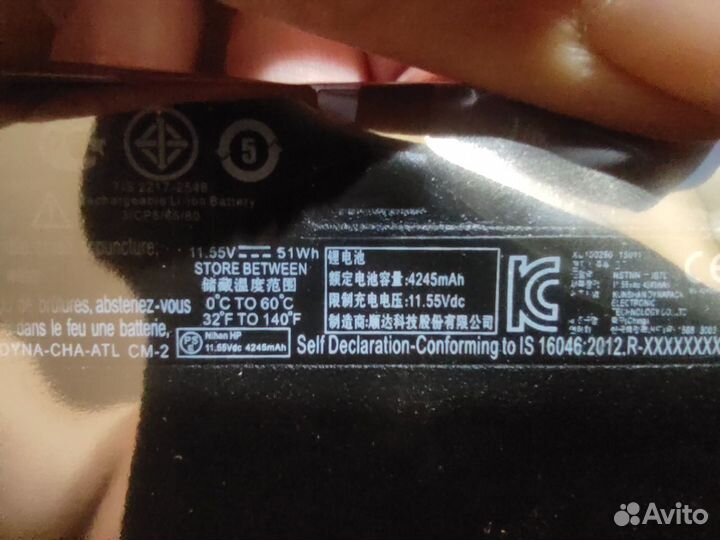 5
TIS 2217-2548
Rechargeable Li-ion Battery
3ICP6/65/80
puncture;
11.55V 51Wh
STORE BETWEEN
储藏温度范围
0°C TO 60°C
32°F TO 140°F
锂电池
额定电池容量:4245mAh
限制充电电压:11.55Vdc
制造商:顺达科技股份有限公司
brûlures, abstenez-vous
dans le feu une batterie,
DYNA-CHA-ATL CM-2
PS E
Nihon HP
11.55Vdc 4245mAh
Self Declaration-Conforming to IS 16046:2012.R-XXXXXXXX
ELECTRONIC
TECHNOLOGY CO.,LTD
CE
Avito